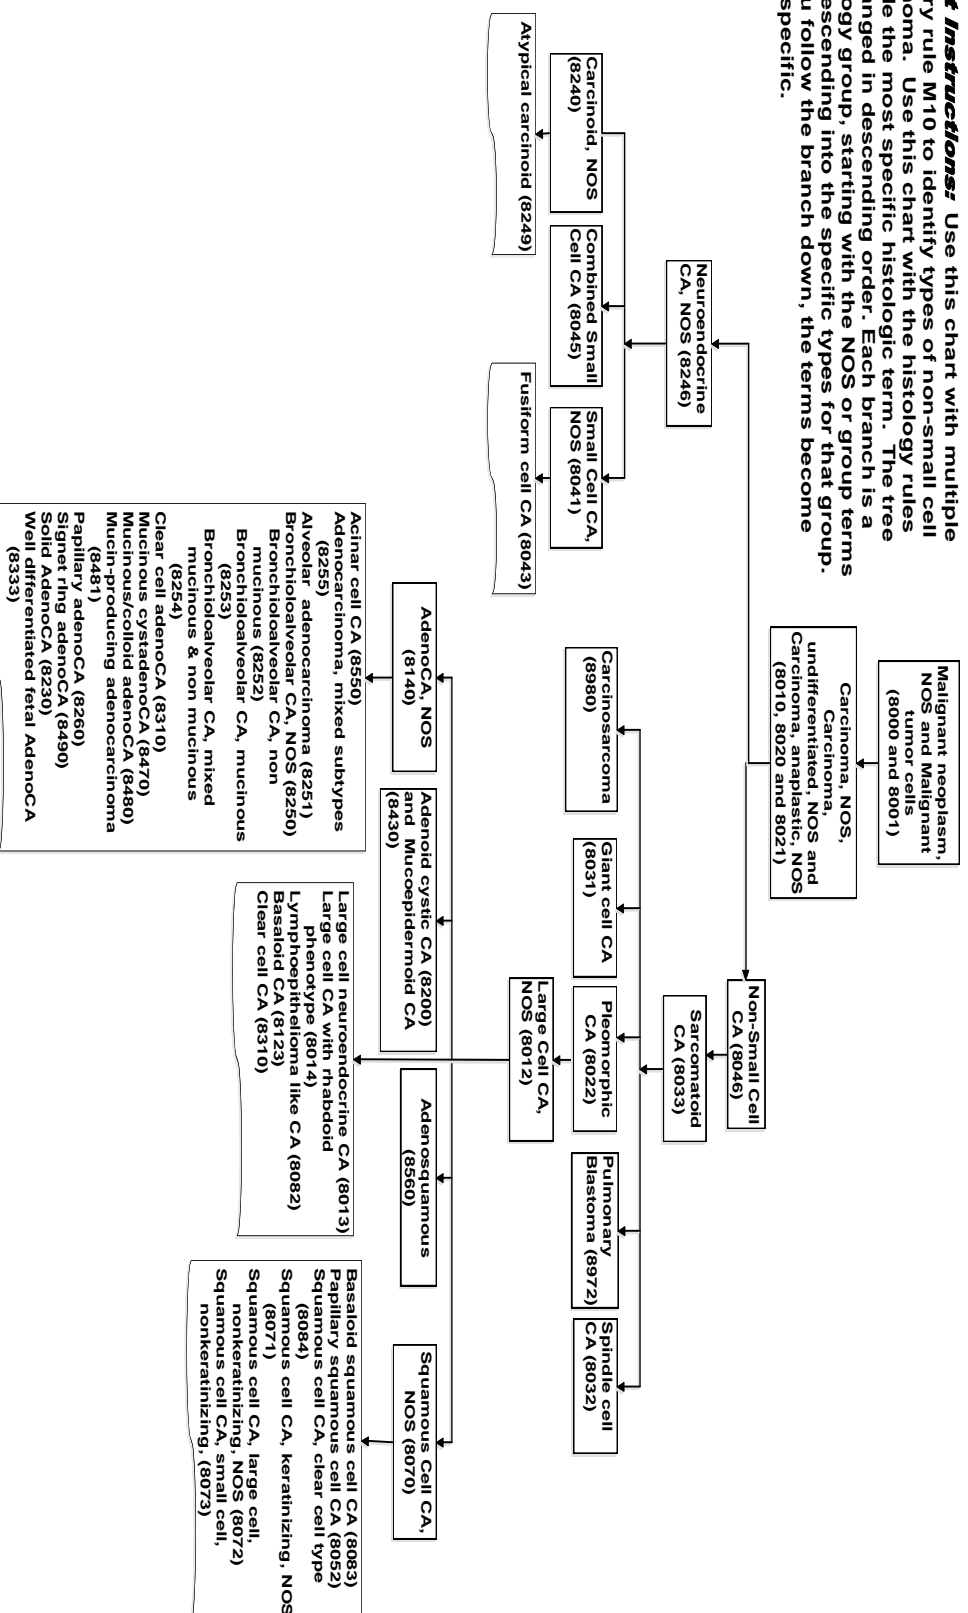 t Instructions: Use this chart with multiple
ry rule M10 to identify types of non-small cell
noma. Use this chart with the histology rules
le the most specific histologic term. The tree
nged in descending order. Each branch is a
ogy group, starting with the NOS or group terms
escending into the specific types for that group.
u follow the branch down, the terms become
specific.
Malignant neoplasm,
NOS and Malignant
tumor cells
(8000 and 8001)
Carcinoma, NOS,
Carcinoma,
undifferentiated, NOS and
Carcinoma, anaplastic, NOS
(8010, 8020 and 8021)
Neuroendocrine
CA, NOS (8246)
Non-Small Cell
CA (8046)
Carcinoid, NOS
(8240)
Combined Small
Cell CA (8045)
Small Cell CA,
NOS (8041)
Atypical carcinoid (8249)
Fusiform cell CA (8043)
Sarcomatoid
CA (8033)
Carcinosarcoma
(8980)
Giant cell CA
(8031)
Pleomorphic
CA (8022)
Pulmonary
Blastoma (8972)
Spindle cell
CA (8032)
Large Cell CA,
NOS (8012)
AdenoCA, NOS
(8140)
Adenoid cystic CA (8200)
and Mucoepidermoid CA
(8430)
Adenosquamous
(8560)
Squamous Cell CA,
NOS (8070)
Acinar cell CA (8550)
Adenocarcinoma, mixed subtypes
(8255)
Alveolar adenocarcinoma (8251)
Bronchioloalveolar CA, NOS (8250)
Bronchioloalveolar CA, non
mucinous (8252)
Bronchioloalveolar CA, mucinous
(8253)
Bronchioloalveolar CA, mixed
mucinous & non mucinous
(8254)
Clear cell adenoCA (8310)
Mucinous cystadenoCA (8470)
Mucinous/colloid adenoCA (8480)
Mucin-producing adenocarcinoma
(8481)
Papillary adenoCA (8260)
Signet ring adenoCA (8490)
Solid AdenoCA (8230)
Well differentiated fetal AdenoCA
(8333)
Large cell neuroendocrine CA (8013)
Large cell CA with rhabdoid
phenotype (8014)
Lymphoepithelioma like CA (8082)
Basaloid CA (8123)
Clear cell CA (8310)
Basaloid squamous cell CA (8083)
Papillary squamous cell CA (8052)
Squamous cell CA, clear cell type
(8084)
Squamous cell CA, keratinizing, NOS
(8071)
Squamous cell CA, large cell,
nonkeratinizing, NOS (8072)
Squamous cell CA, small cell,
nonkeratinizing, (8073)